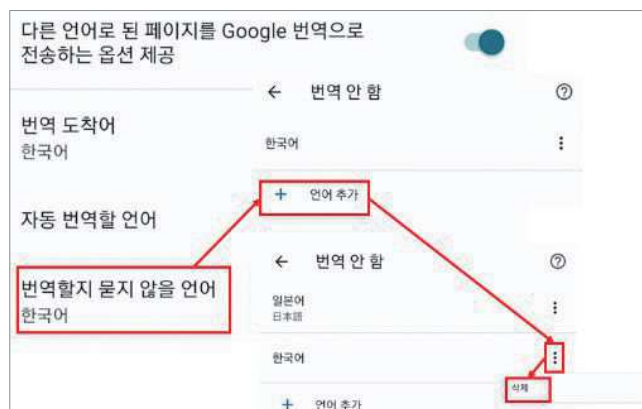 다른 언어로 된 페이지를 Google 번역으로
전송하는 옵션 제공
번역 도착어
한국어
자동 번역할 언어
번역할지 묻지 않을 언어
한국어
번역 안 함
한국어
+ 언어 추가
번역 안 함
일본어
日本語
한국어
삭제
+ 언어 추가